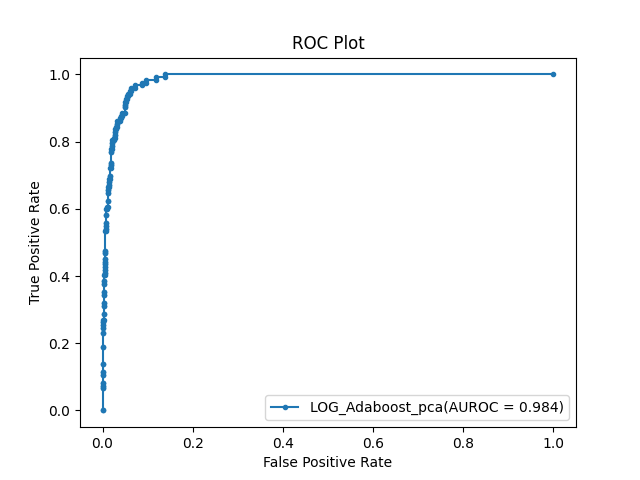 ROC Plot
1.0
0.8
0.6
0.4
0.2
0.0
True Positive Rate
LOG_Adaboost_pca(AUROC = 0.984)
0.0 0.2 0.4 0.6 0.8 1.0
False Positive Rate